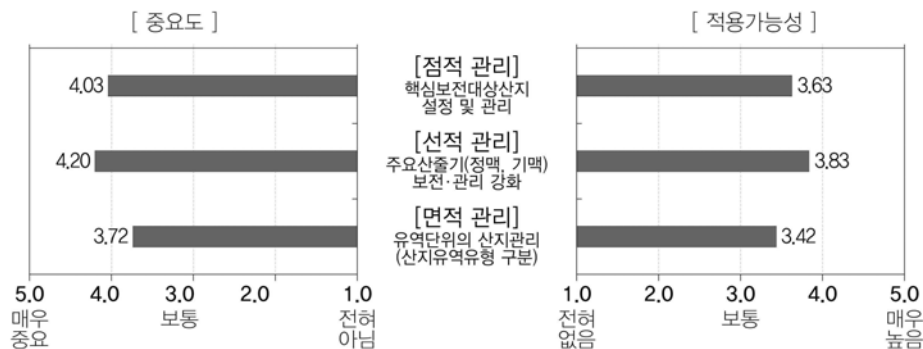 [ 중요도 ]
[ 적용가능성 ]
4.03
[점적 관리]
핵심보전대상산지
설정 및 관리
3.63
4.20
[선적 관리]
주요산줄기(정맥, 기맥)
보전·관리 강화
3.83
3.72
[면적 관리]
유역단위의 산지관리
(산지유역유형 구분)
3.42
5.0 4.0 3.0 2.0 1.0
매우 보통 전혀
중요 아님
1.0 2.0 3.0 4.0 5.0
전혀 보통 매우
없음 높음